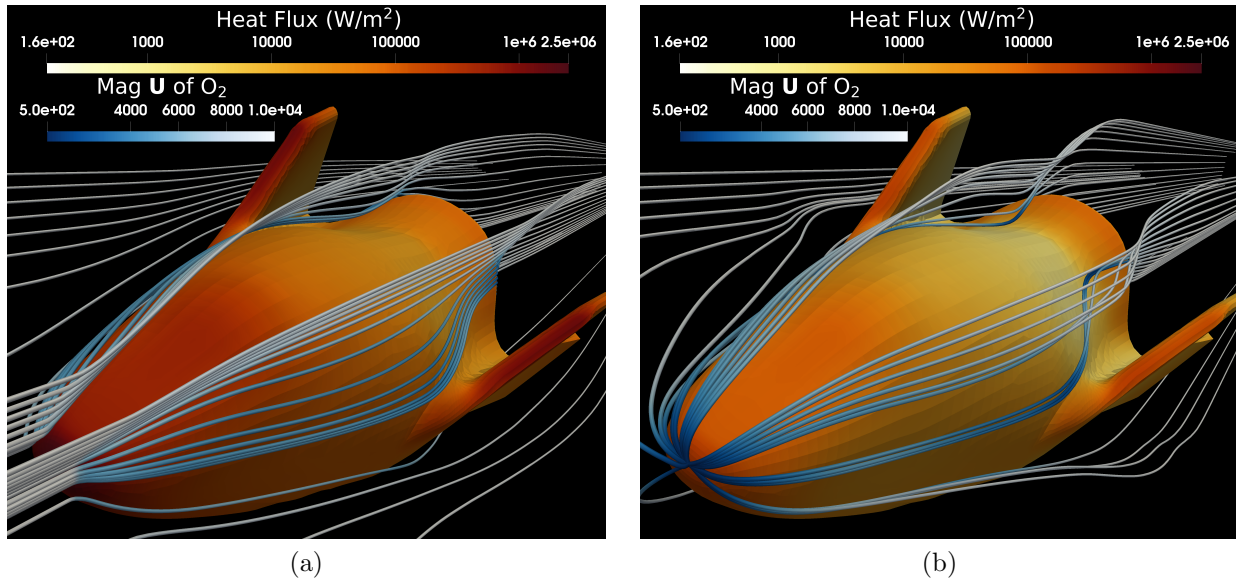 Heat Flux (W/m²)
1.6e+02 1000 10000 100000 1e+6 2.5e+06
Mag U of O₂
5.0e+02 4000 6000 8000 1.0e+04
(a)
Heat Flux (W/m²)
1.6e+02 1000 10000 100000 1e+6 2.5e+06
Mag U of O₂
5.0e+02 4000 6000 8000 1.0e+04
(b)